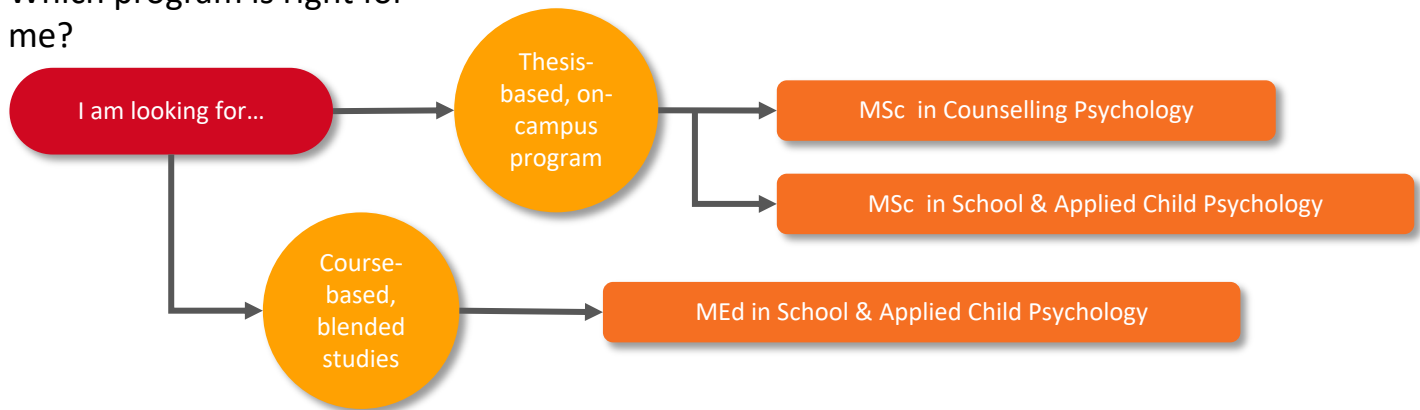 Which program is right for
me?
I am looking for…
Thesis-
based, on-
campus
program
MSc  in Counselling Psychology
MSc  in School & Applied Child Psychology
Course-
based,
blended
studies
MEd in School & Applied Child Psychology